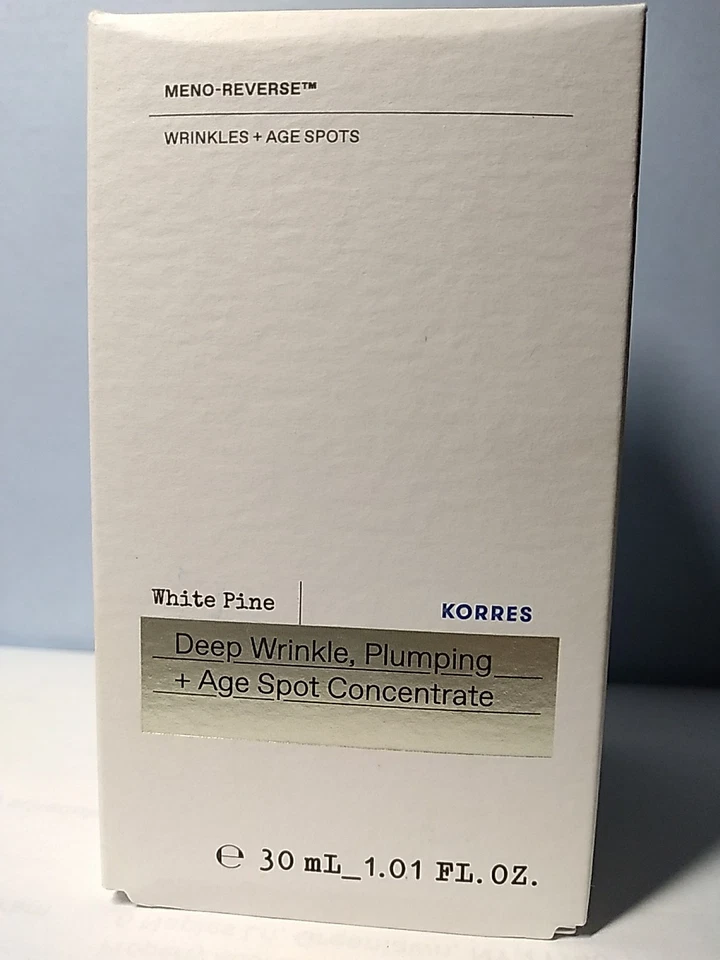 MENO-REVERSE™
WRINKLES + AGE SPOTS
White Pine
KORRES
Deep Wrinkle, Plumping
+ Age Spot Concentrate
℮ 30 mL_1.01 FL. OZ.